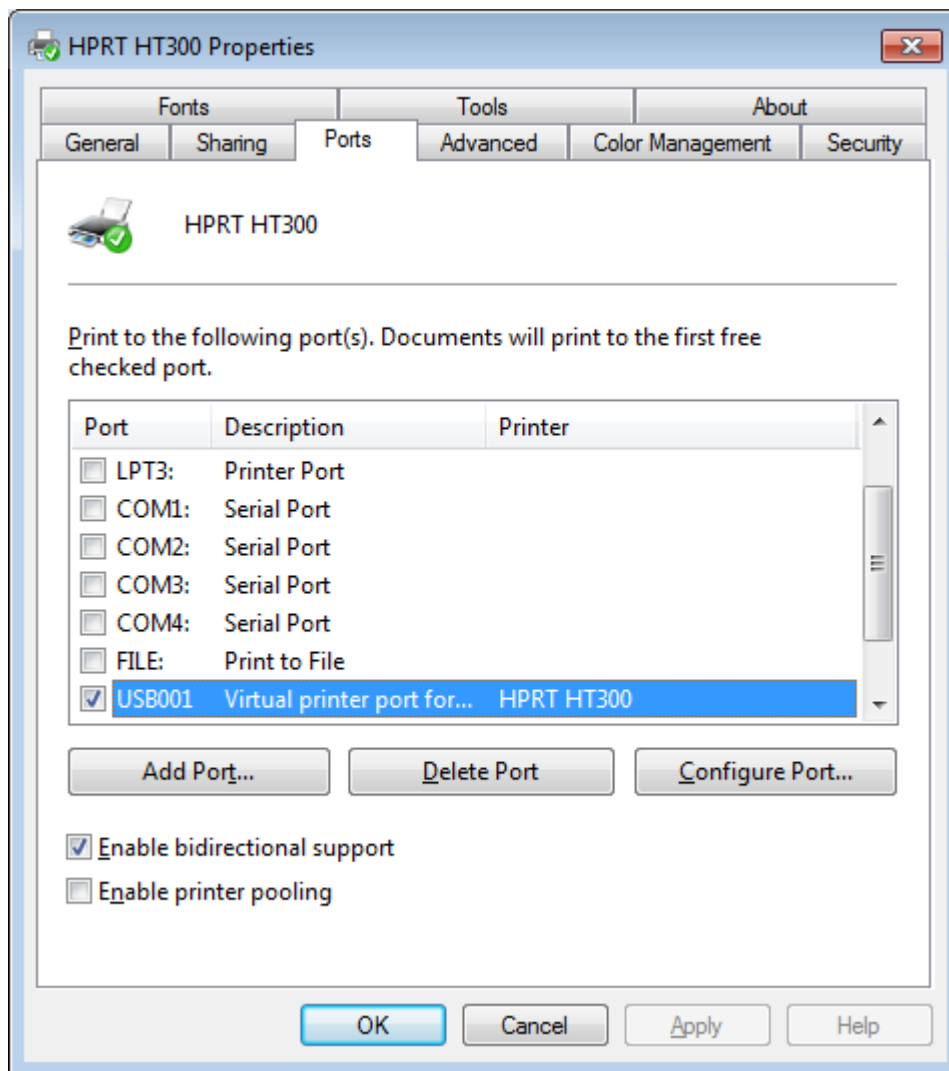 HPRT HT300 Properties
Fonts Tools About
General Sharing Ports Advanced Color Management Security
HPRT HT300
Print to the following port(s). Documents will print to the first free
checked port.
Port Description Printer
LPT3: Printer Port
COM1: Serial Port
COM2: Serial Port
COM3: Serial Port
COM4: Serial Port
FILE: Print to File
USB001 Virtual printer port for... HPRT HT300
Add Port... Delete Port Configure Port...
Enable bidirectional support
Enable printer pooling
OK Cancel Apply Help